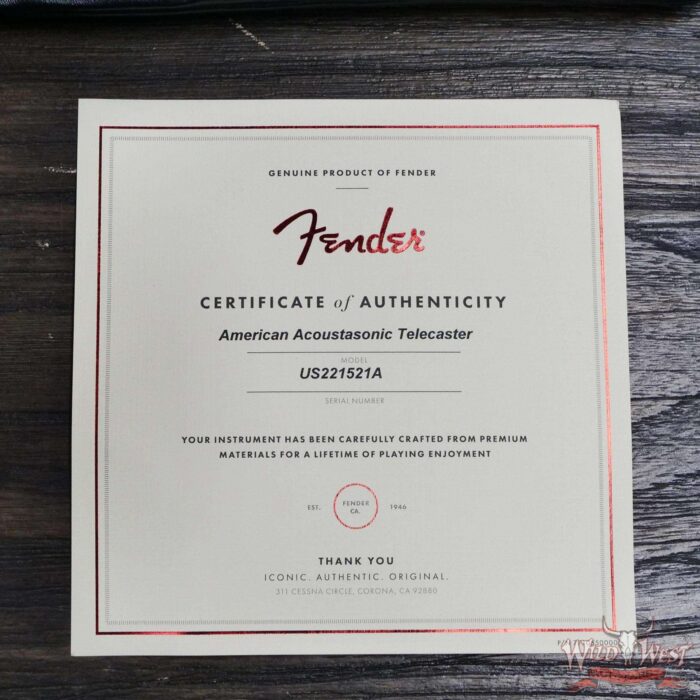 GENUINE PRODUCT OF FENDER
Fender
CERTIFICATE of AUTHENTICITY
American Acoustasonic Telecaster
MODEL
US221521A
SERIAL NUMBER
YOUR INSTRUMENT HAS BEEN CAREFULLY CRAFTED FROM PREMIUM
MATERIALS FOR A LIFETIME OF PLAYING ENJOYMENT
EST. FENDER CA. 1946
THANK YOU
ICONIC. AUTHENTIC. ORIGINAL.
311 CESSNA CIRCLE, CORONA, CA 92880
WILD WEST